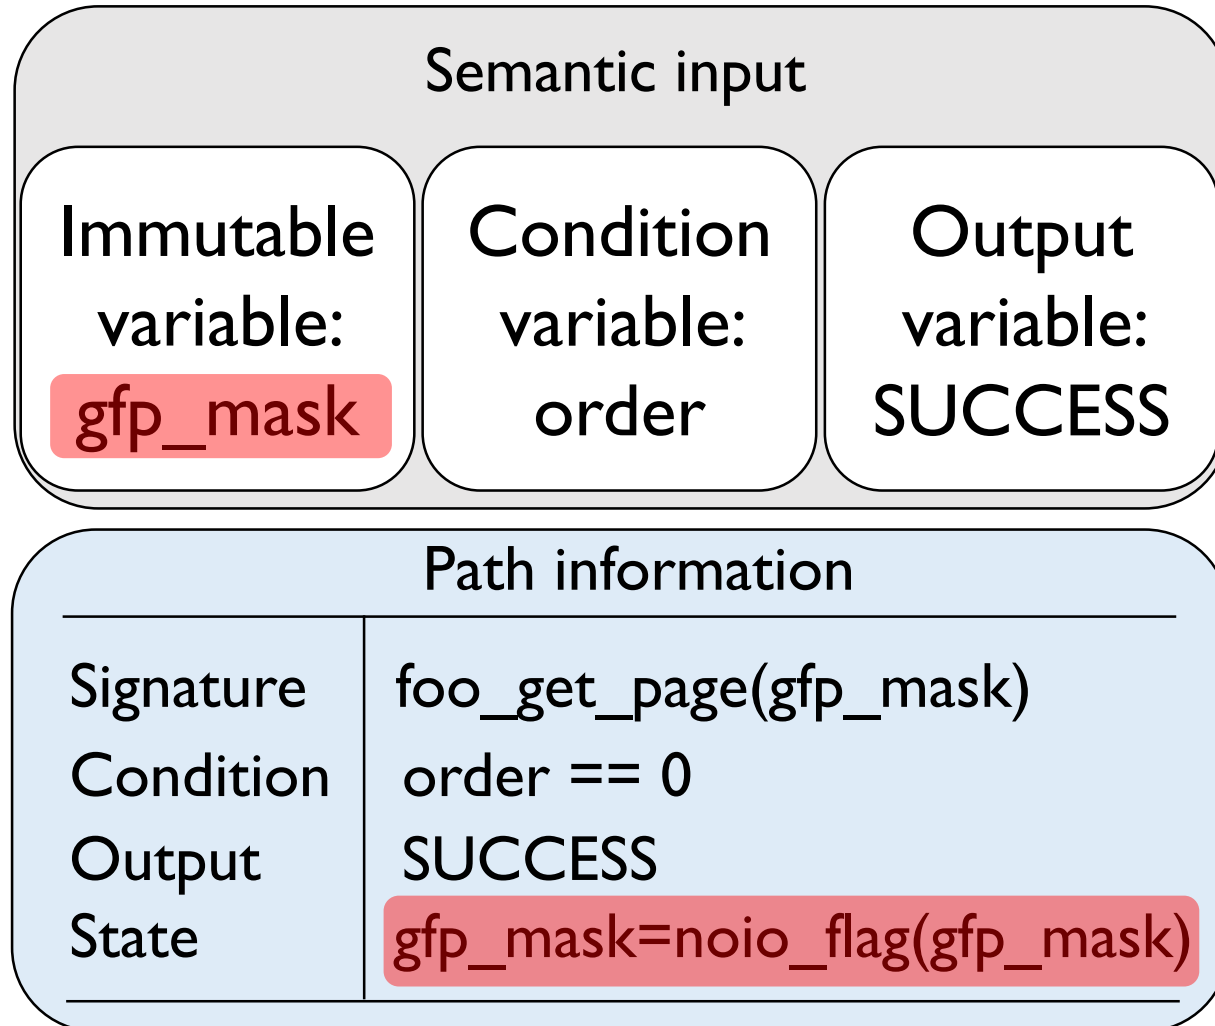 Semantic input
Immutable
variable:
gfp_mask
Condition
variable:
order
Output
variable:
SUCCESS
Path information
Signature foo_get_page(gfp_mask)
Condition order == 0
Output SUCCESS
State gfp_mask=noio_flag(gfp_mask)